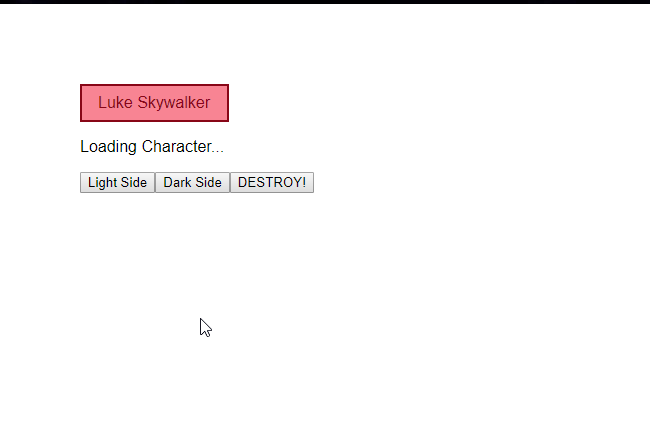 Luke Skywalker
Loading Character...
Light Side Dark Side DESTROY!